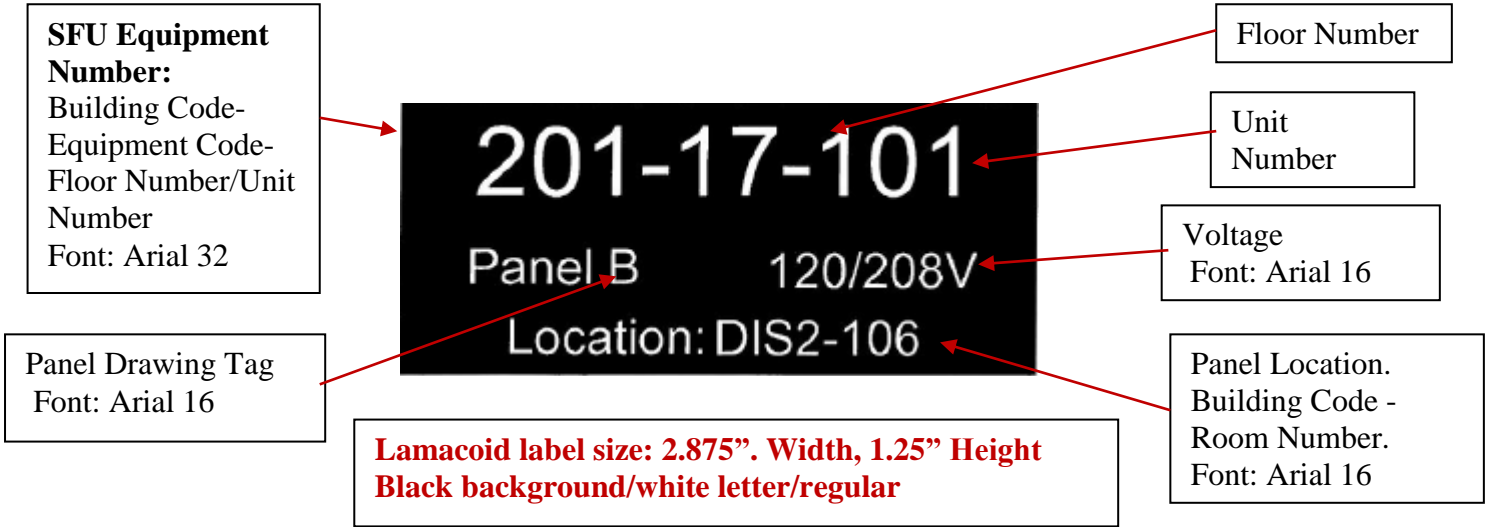 SFU Equipment
Number:
Building Code-
Equipment Code-
Floor Number/Unit
Number
Font: Arial 32
Floor Number
Unit
Number
201-17-101
Panel B 120/208V
Location: DIS2-106
Voltage
Font: Arial 16
Panel Drawing Tag
Font: Arial 16
Panel Location.
Building Code -
Room Number.
Font: Arial 16
Lamacoid label size: 2.875”. Width, 1.25” Height
Black background/white letter/regular